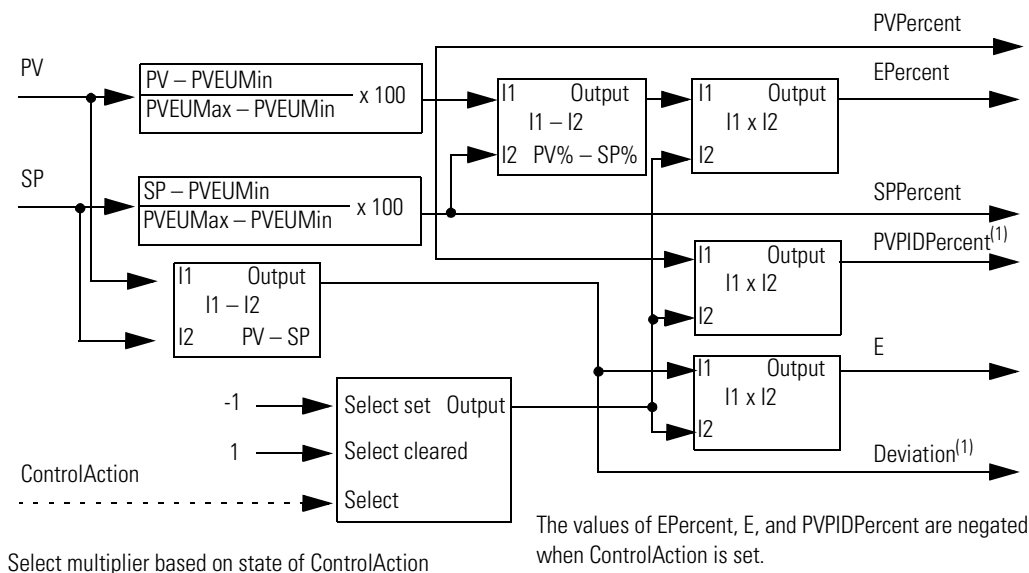 PVPercent
PV
PV – PVEUMin
PVEUMax – PVEUMin
x 100
I1 Output
I1 – I2
I2 PV% – SP%
I1 Output
I1 x I2
I2
EPercent
SP
SP – PVEUMin
PVEUMax – PVEUMin
x 100
SPPercent
PVPIDPercent(1)
I1 Output
I1 x I2
I2
I1 Output
I1 – I2
I2 PV – SP
E
I1 Output
I1 x I2
I2
-1
Select set Output
1
Select cleared
ControlAction
Select
Deviation(1)
The values of EPercent, E, and PVPIDPercent are negated
when ControlAction is set.
Select multiplier based on state of ControlAction